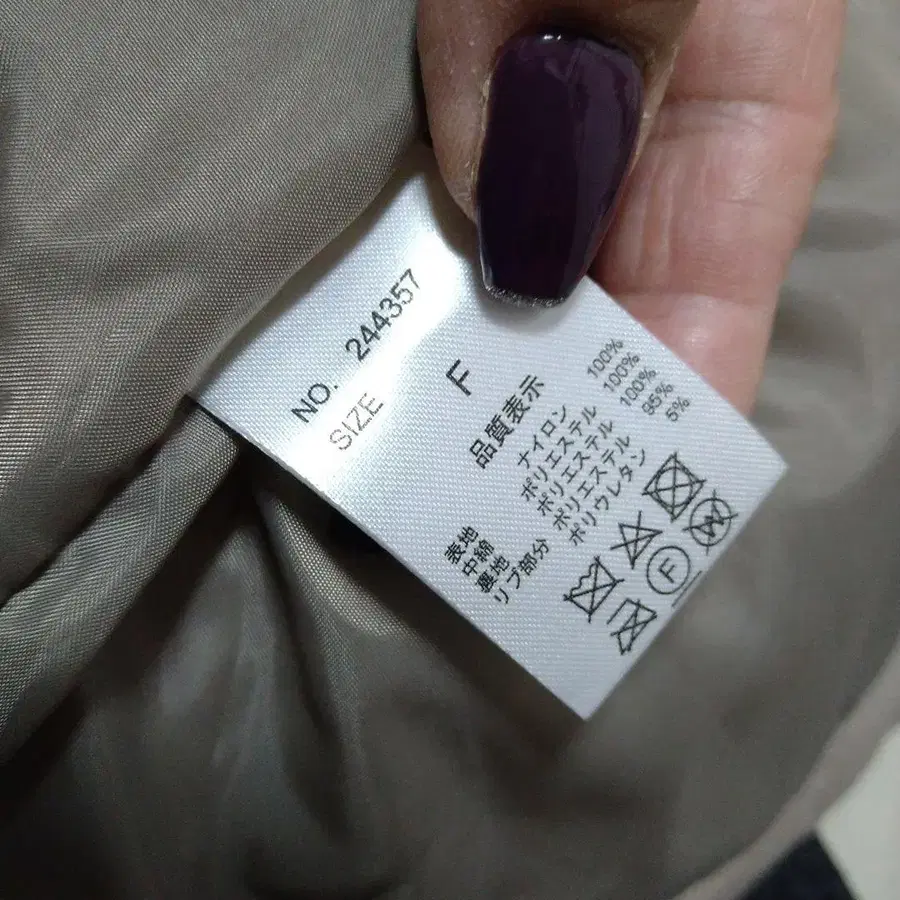 NO. 244357
SIZE F
品質表示
表地 ナイロン 100%
中綿 ポリエステル 100%
裏地 ポリエステル 100%
リブ部分 ポリエステル 95%
ポリウレタン 5%
F
W